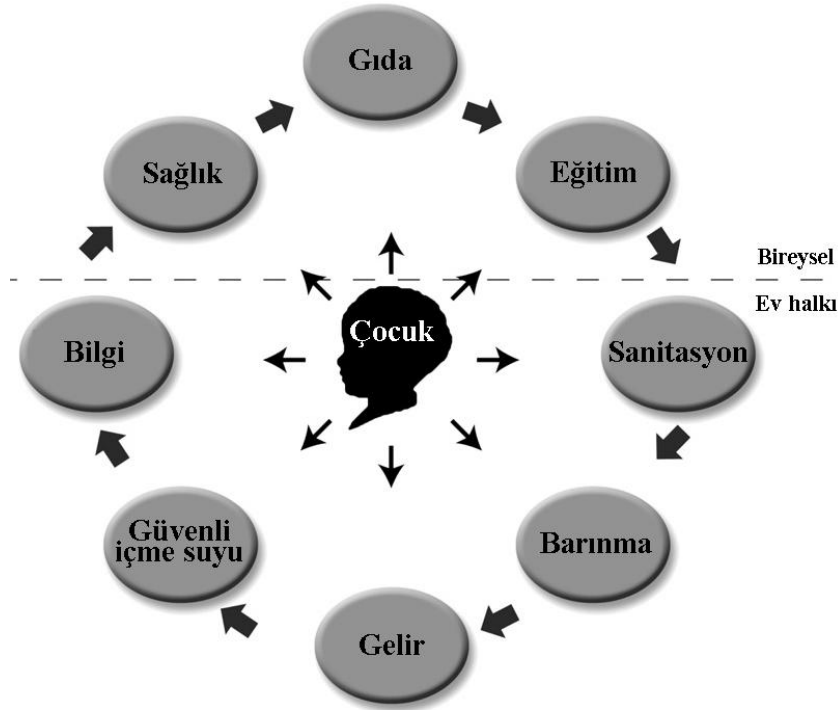 Gıda
Sağlık
Eğitim
Bireysel
Ev halkı
Çocuk
Bilgi
Sanitasyon
Güvenli
içme suyu
Barınma
Gelir